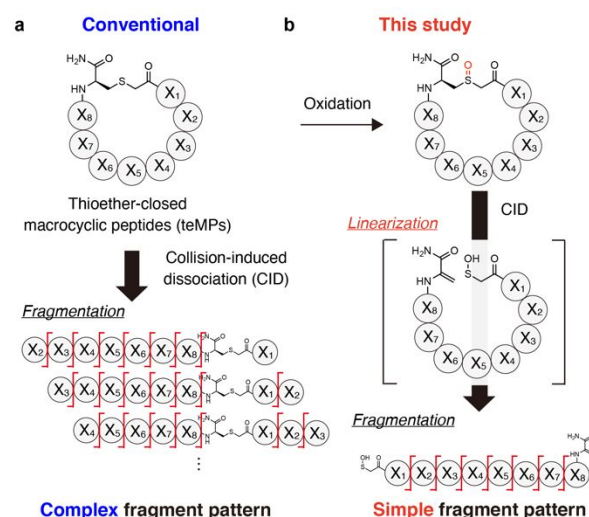 a
Conventional
b
This study
H₂N
O
O
S
HN
X₁
X₂
X₃
X₄
X₅
X₆
X₇
X₈
Thioether-closed
macrocyclic peptides (teMPs)
Collision-induced
dissociation (CID)
Fragmentation
X₂ X₃ X₄ X₅ X₆ X₇ X₈ H₂N O N H S O X₁
X₃ X₄ X₅ X₆ X₇ X₈ H₂N O N H S O X₁ X₂
X₄ X₅ X₆ X₇ X₈ H₂N O N H S O X₁ X₂ X₃
⋮
Complex fragment pattern
Oxidation
H₂N
O
O
O
S
HN
X₁
X₂
X₃
X₄
X₅
X₆
X₇
X₈
Linearization
CID
H₂N
O
OH
S
O
HN
X₁
X₂
X₃
X₄
X₅
X₆
X₇
X₈
Fragmentation
OH
S
O
X₁ X₂ X₃ X₄ X₅ X₆ X₇ X₈
HN
Simple fragment pattern